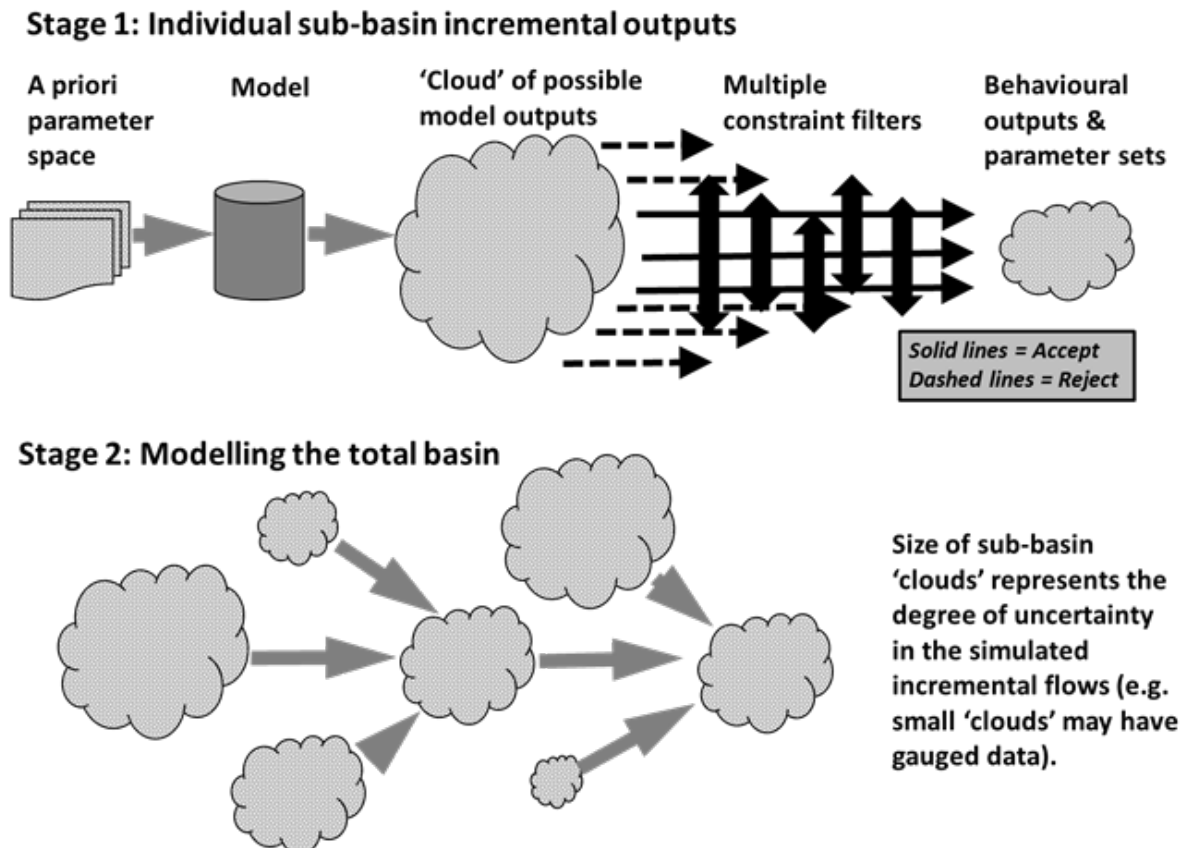 Stage 1: Individual sub-basin incremental outputs
A priori
parameter
space
Model
‘Cloud’ of possible
model outputs
Multiple
constraint filters
Behavioural
outputs &
parameter sets
Solid lines = Accept
Dashed lines = Reject
Stage 2: Modelling the total basin
Size of sub-basin
‘clouds’ represents the
degree of uncertainty
in the simulated
incremental flows (e.g.
small ‘clouds’ may have
gauged data).